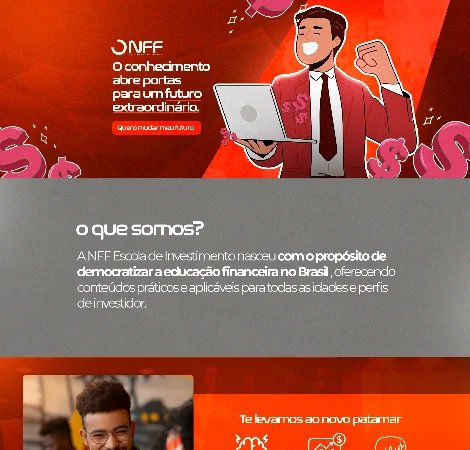 NFF
O conhecimento
abre portas
para um futuro
extraordinário.
Quero mudar meu futuro
o que somos?
A NFF Escola de Investimento nasceu com o propósito de
democratizar a educação financeira no Brasil, oferecendo
conteúdos práticos e aplicáveis para todas as idades e perfis
de investidor.
Te levamos ao novo patamar